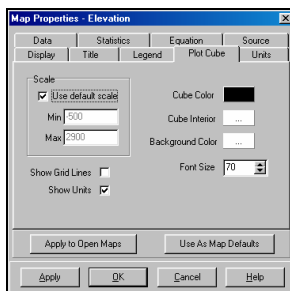 Map Properties - Elevation
Data Statistics Equation Source
Display Title Legend Plot Cube Units
Scale
Use default scale
Min -500
Max 2900
Show Grid Lines
Show Units
Cube Color
Cube Interior ...
Background Color ...
Font Size 70
Apply to Open Maps Use As Map Defaults
Apply OK Cancel Help